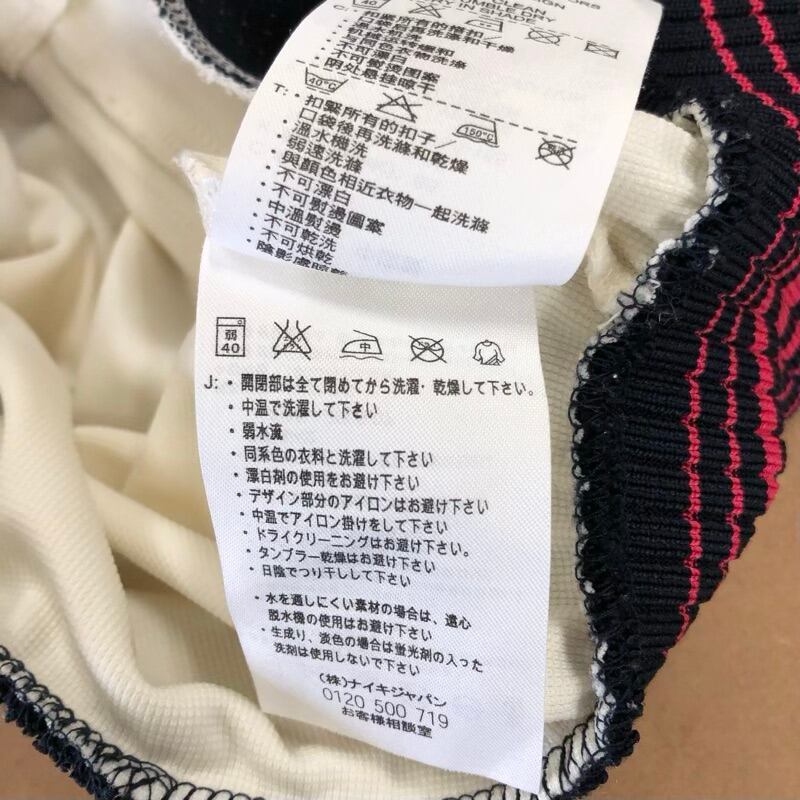 CLEAN
40
40°C
150°C
T: · 扣緊所有的扣子／
口袋後再洗滌和乾燥
· 溫水機洗
· 弱速洗滌
· 與顏色相近衣物一起洗滌
· 不可漂白
· 不可熨燙圖案
· 中溫熨燙
· 不可乾洗
· 不可烘乾
弱
40
中
J: · 開閉部は全て閉めてから洗濯・乾燥して下さい。
· 中温で洗濯して下さい
· 弱水流
· 同系色の衣料と洗濯して下さい
· 漂白剤の使用をお避け下さい
· デザイン部分のアイロンはお避け下さい
· 中温でアイロン掛けをして下さい
· ドライクリーニングはお避け下さい。
· タンブラー乾燥はお避け下さい
· 日陰でつり干しして下さい
· 水を通しにくい素材の場合は、遠心
脱水機の使用はお避け下さい
· 生成り、淡色の場合は蛍光剤の入った
洗剤は使用しないで下さい
(株)ナイキジャパン
0120 500 719
お客様相談室